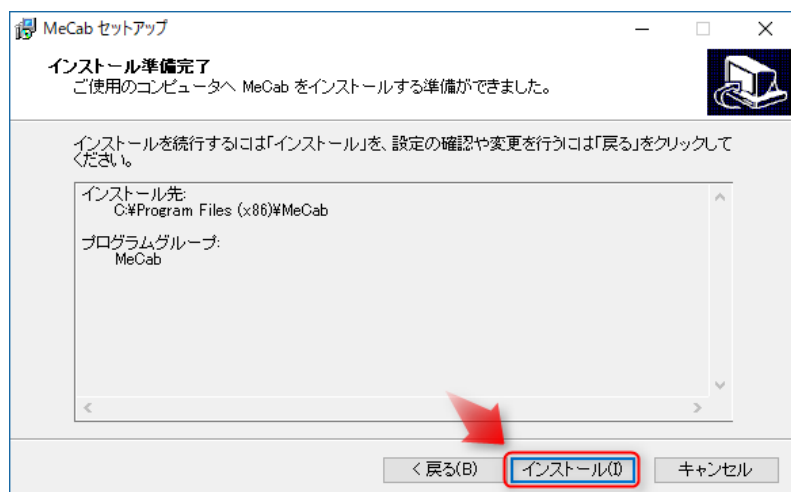 MeCab セットアップ
インストール準備完了
ご使用のコンピュータへ MeCab をインストールする準備ができました。
インストールを続行するには「インストール」を、設定の確認や変更を行うには「戻る」をクリックして
ください。
インストール先:
C:¥Program Files (x86)¥MeCab
プログラムグループ:
MeCab
< 戻る(B)
インストール(I)
キャンセル